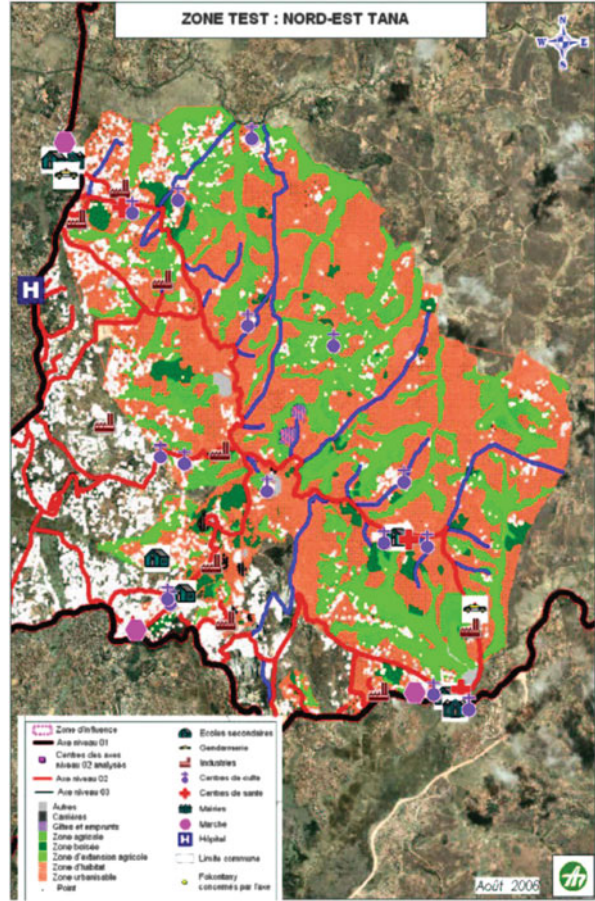 ZONE TEST : NORD-EST TANA
N
W E
S
H
Zone d'influence
Axe niveau 01
Centres des axes
niveau 02 analysés
Axe niveau 02
Axe niveau 03
Autres
Carrières
Gîtes et emprunts
Zone agricole
Zone boisée
Zone d'extension agricole
Zone d'habitat
Zone urbanisable
Point
Ecoles secondaires
Gendarmerie
Industries
Centres de culte
Centres de santé
Mairies
Marché
H Hôpital
Limite commune
Fokontany
concernés par l'axe
Août 2006